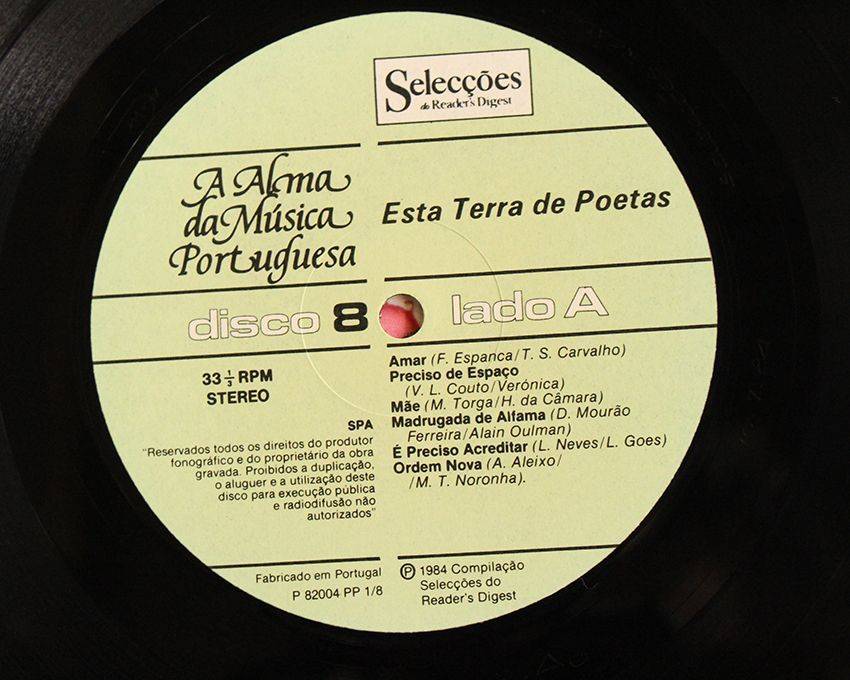 Selecções
do Reader's Digest
A Alma
da Música
Portuguesa
Esta Terra de Poetas
disco 8
lado A
33 1/3 RPM
STEREO
SPA
"Reservados todos os direitos do produtor
fonográfico e do proprietário da obra
gravada. Proibidos a duplicação,
o aluguer e a utilização deste
disco para execução pública
e radiodifusão não
autorizados"
Amar (F. Espanca/T. S. Carvalho)
Preciso de Espaço
(V. L. Couto/Verónica)
Mãe (M. Torga/H. da Câmara)
Madrugada de Alfama (D. Mourão
Ferreira/Alain Oulman)
É Preciso Acreditar (L. Neves/L. Goes)
Ordem Nova (A. Aleixo/
/M. T. Noronha).
Fabricado em Portugal
P 82004 PP 1/8
Ⓟ 1984 Compilação
Selecções do
Reader's Digest